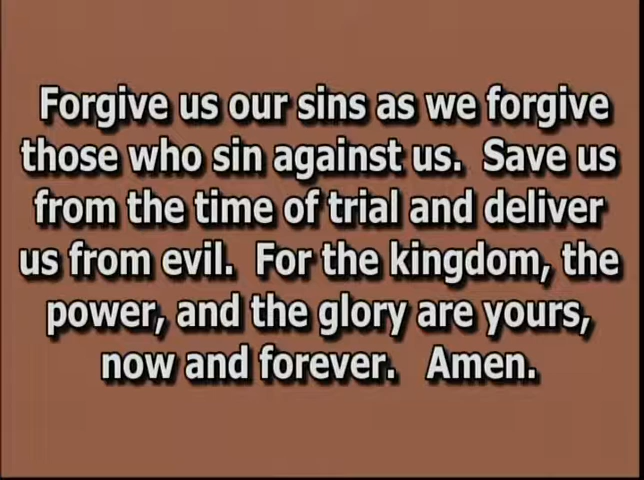 Forgive us our sins as we forgive
those who sin against us.  Save us
from the time of trial and deliver
us from evil.  For the kingdom, the
power, and the glory are yours,
now and forever.   Amen.